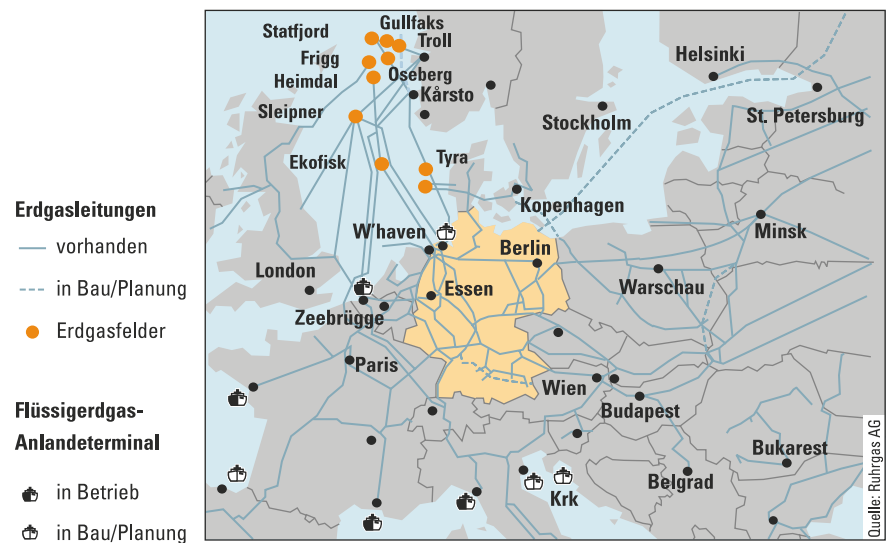 Erdgasleitungen
vorhanden
in Bau/Planung
Erdgasfelder
Flüssigerdgas-
Anlandeterminal
in Betrieb
in Bau/Planung
Statfjord
Gullfaks
Frigg
Troll
Heimdal
Oseberg
Sleipner
Kårsto
Ekofisk
Tyra
Helsinki
Stockholm
St. Petersburg
Kopenhagen
W'haven
Berlin
Minsk
London
Essen
Warschau
Zeebrügge
Paris
Wien
Budapest
Krk
Belgrad
Bukarest
Quelle: Ruhrgas AG